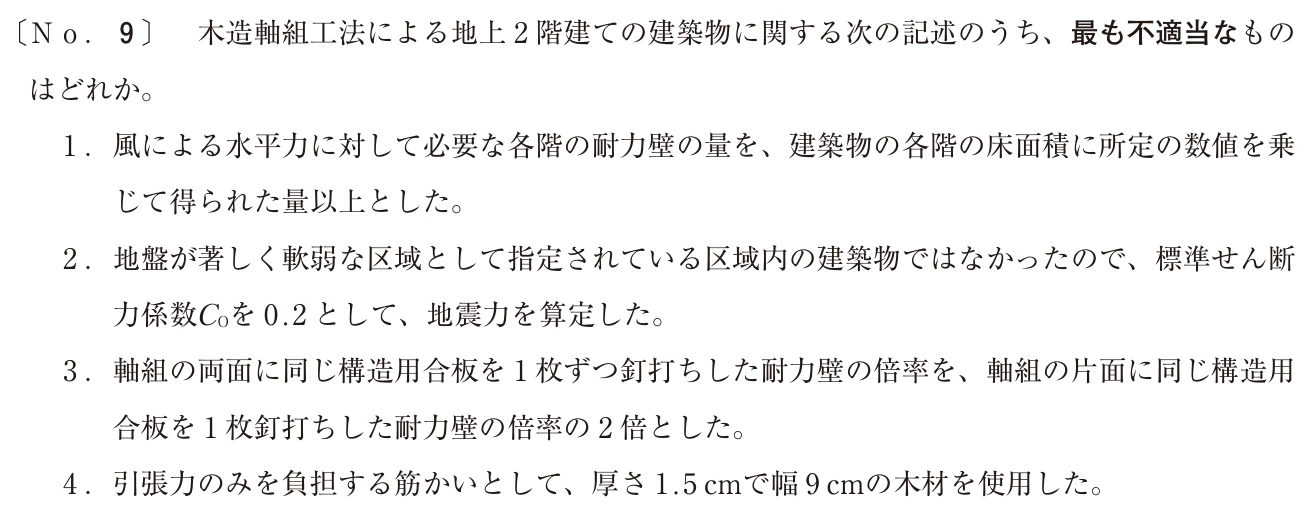 〔Ｎｏ． 9〕　木造軸組工法による地上２階建ての建築物に関する次の記述のうち、最も不適当なもの
はどれか。
１．風による水平力に対して必要な各階の耐力壁の量を、建築物の各階の床面積に所定の数値を乗
じて得られた量以上とした。
２．地盤が著しく軟弱な区域として指定されている区域内の建築物ではなかったので、標準せん断
力係数C₀を 0.2 として、地震力を算定した。
３．軸組の両面に同じ構造用合板を１枚ずつ釘打ちした耐力壁の倍率を、軸組の片面に同じ構造用
合板を１枚釘打ちした耐力壁の倍率の２倍とした。
４．引張力のみを負担する筋かいとして、厚さ 1.5 cmで幅 9 cmの木材を使用した。